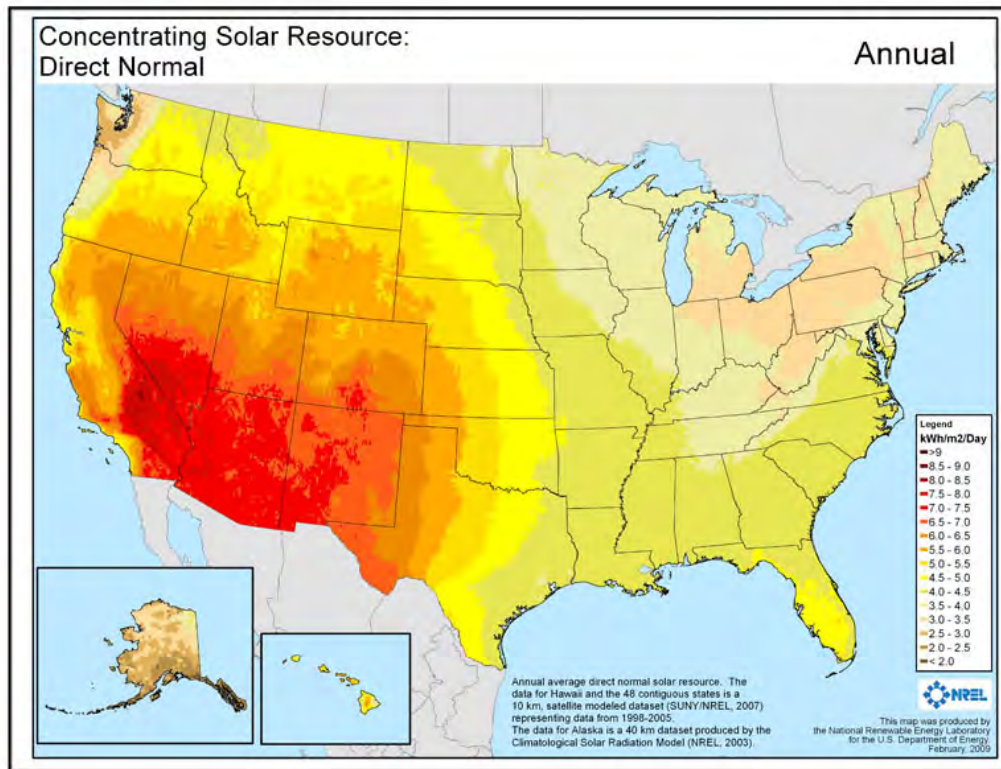 Concentrating Solar Resource:
Direct Normal
Annual
Legend
kWh/m2/Day
>9
8.5 - 9.0
8.0 - 8.5
7.5 - 8.0
7.0 - 7.5
6.5 - 7.0
6.0 - 6.5
5.5 - 6.0
5.0 - 5.5
4.5 - 5.0
4.0 - 4.5
3.5 - 4.0
3.0 - 3.5
2.5 - 3.0
2.0 - 2.5
< 2.0
Annual average direct normal solar resource. The
data for Hawaii and the 48 contiguous states is a
10 km, satellite modeled dataset (SUNY/NREL, 2007)
representing data from 1998-2005.
The data for Alaska is a 40 km dataset produced by the
Climatological Solar Radiation Model (NREL, 2003).
NREL
This map was produced by
the National Renewable Energy Laboratory
for the U.S. Department of Energy.
February, 2009